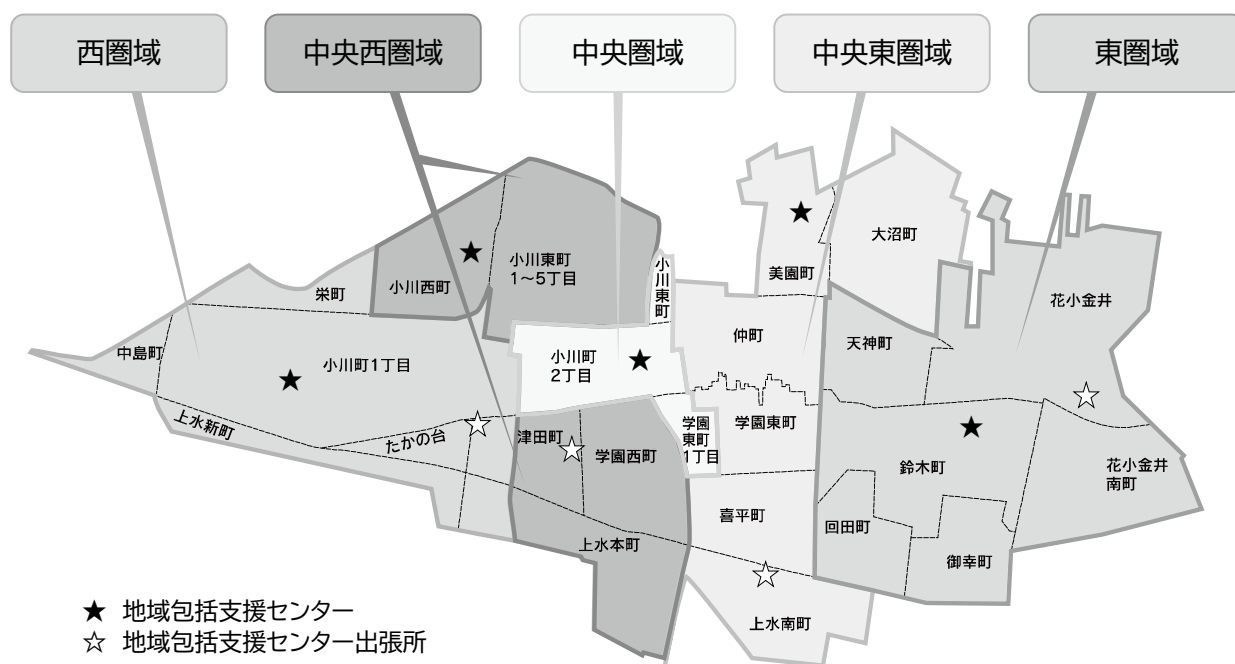 西圏域
中央西圏域
中央圏域
中央東圏域
東圏域
大沼町
美園町
小川東町
1〜5丁目
小川東町
小川西町
栄町
花小金井
中島町
小川町1丁目
小川町
2丁目
仲町
天神町
上水新町
たかの台
津田町
学園西町
学園
東町
1丁目
学園東町
鈴木町
花小金井
南町
喜平町
回田町
上水本町
御幸町
上水南町
★ 地域包括支援センター
☆ 地域包括支援センター出張所